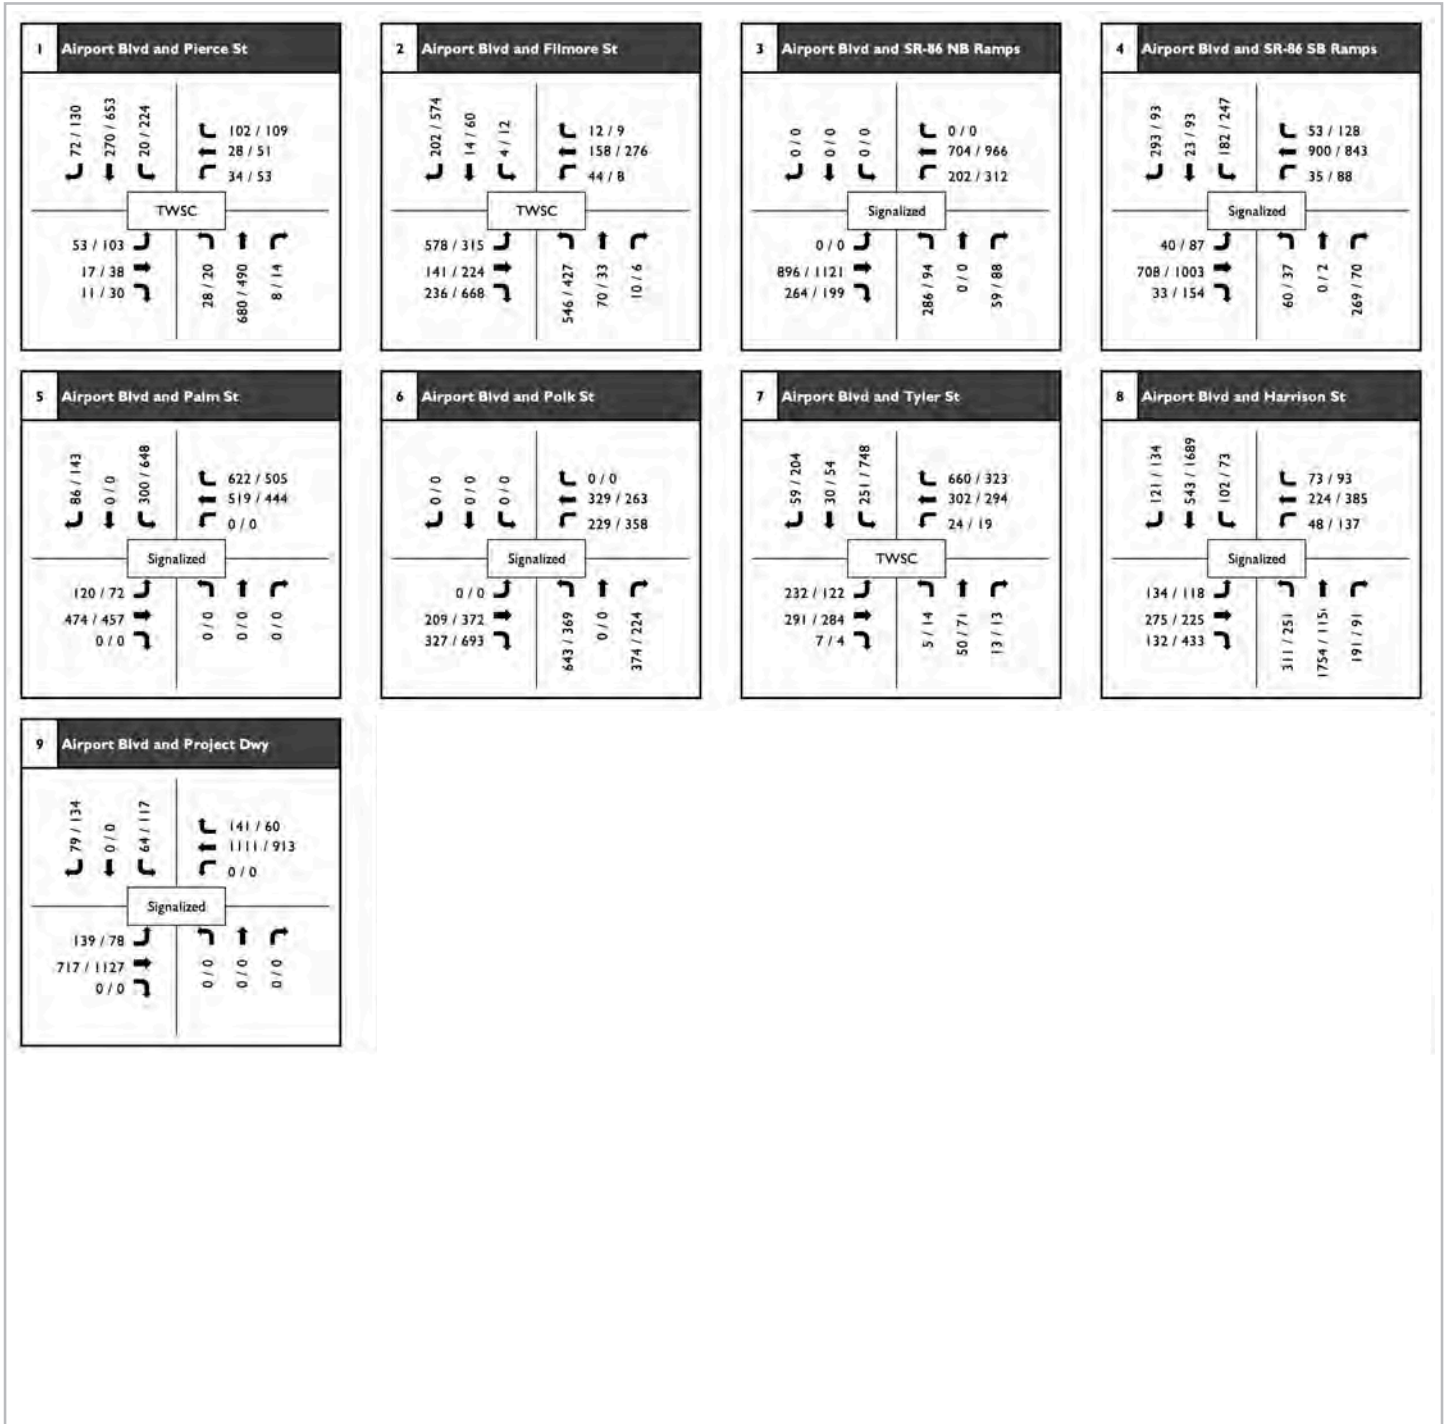 1 Airport Blvd and Pierce St
72 / 130
270 / 653
20 / 224
102 / 109
28 / 51
34 / 53
TWSC
53 / 103
17 / 38
11 / 30
28 / 20
680 / 490
8 / 14
2 Airport Blvd and Filmore St
202 / 574
14 / 60
4 / 12
12 / 9
158 / 276
44 / 8
TWSC
578 / 315
141 / 224
236 / 668
546 / 427
70 / 33
10 / 6
3 Airport Blvd and SR-86 NB Ramps
0 / 0
0 / 0
0 / 0
0 / 0
704 / 966
202 / 312
Signalized
0 / 0
896 / 1121
264 / 199
286 / 94
0 / 0
59 / 88
4 Airport Blvd and SR-86 SB Ramps
293 / 93
23 / 93
182 / 247
53 / 128
900 / 843
35 / 88
Signalized
40 / 87
708 / 1003
33 / 154
60 / 37
0 / 2
269 / 70
5 Airport Blvd and Palm St
86 / 143
0 / 0
300 / 648
622 / 505
519 / 444
0 / 0
Signalized
120 / 72
474 / 457
0 / 0
0 / 0
0 / 0
0 / 0
6 Airport Blvd and Polk St
0 / 0
0 / 0
0 / 0
0 / 0
329 / 263
229 / 358
Signalized
0 / 0
209 / 372
327 / 693
643 / 369
0 / 0
374 / 224
7 Airport Blvd and Tyler St
59 / 204
30 / 54
251 / 748
660 / 323
302 / 294
24 / 19
TWSC
232 / 122
291 / 284
7 / 4
5 / 14
50 / 71
13 / 13
8 Airport Blvd and Harrison St
121 / 134
543 / 1689
102 / 73
73 / 93
224 / 385
48 / 137
Signalized
134 / 118
275 / 225
132 / 433
311 / 251
1754 / 1151
191 / 91
9 Airport Blvd and Project Dwy
79 / 134
0 / 0
64 / 117
141 / 60
1111 / 913
0 / 0
Signalized
139 / 78
717 / 1127
0 / 0
0 / 0
0 / 0
0 / 0